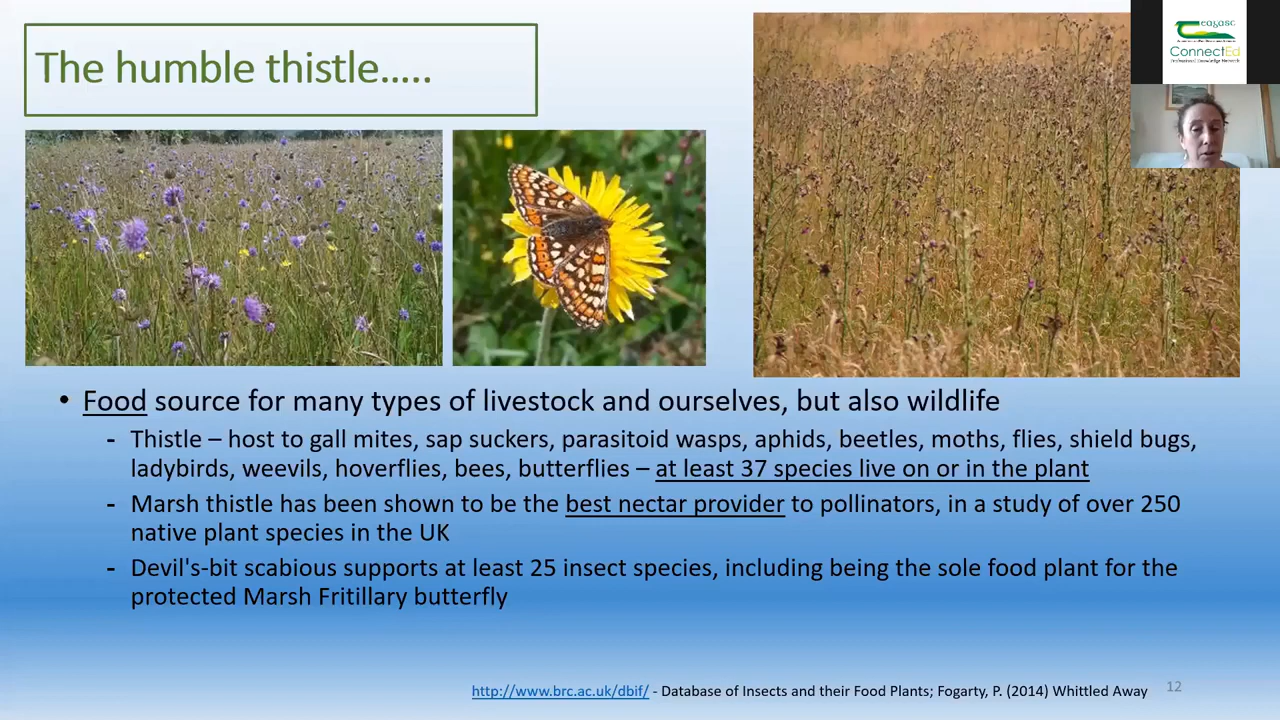 The humble thistle.....
eagasc
ConnectEd
• Food source for many types of livestock and ourselves, but also wildlife
- Thistle – host to gall mites, sap suckers, parasitoid wasps, aphids, beetles, moths, flies, shield bugs,
ladybirds, weevils, hoverflies, bees, butterflies – at least 37 species live on or in the plant
- Marsh thistle has been shown to be the best nectar provider to pollinators, in a study of over 250
native plant species in the UK
- Devil's-bit scabious supports at least 25 insect species, including being the sole food plant for the
protected Marsh Fritillary butterfly
http://www.brc.ac.uk/dbif/ - Database of Insects and their Food Plants; Fogarty, P. (2014) Whittled Away
12